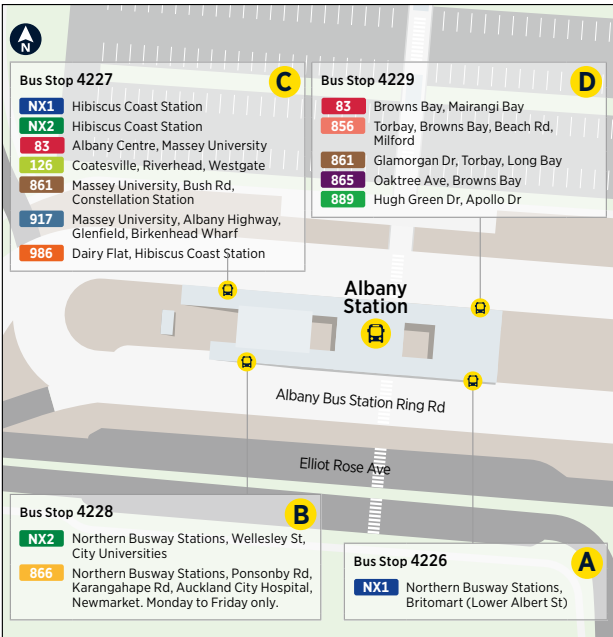 N
Bus Stop 4227
C
NX1 Hibiscus Coast Station
NX2 Hibiscus Coast Station
83 Albany Centre, Massey University
126 Coatesville, Riverhead, Westgate
861 Massey University, Bush Rd,
Constellation Station
917 Massey University, Albany Highway,
Glenfield, Birkenhead Wharf
986 Dairy Flat, Hibiscus Coast Station
Bus Stop 4229
D
83 Browns Bay, Mairangi Bay
856 Torbay, Browns Bay, Beach Rd,
Milford
861 Glamorgan Dr, Torbay, Long Bay
865 Oaktree Ave, Browns Bay
889 Hugh Green Dr, Apollo Dr
Albany
Station
Albany Bus Station Ring Rd
Elliot Rose Ave
Bus Stop 4228
B
NX2 Northern Busway Stations, Wellesley St,
City Universities
866 Northern Busway Stations, Ponsonby Rd,
Karangahape Rd, Auckland City Hospital,
Newmarket. Monday to Friday only.
Bus Stop 4226
A
NX1 Northern Busway Stations,
Britomart (Lower Albert St)